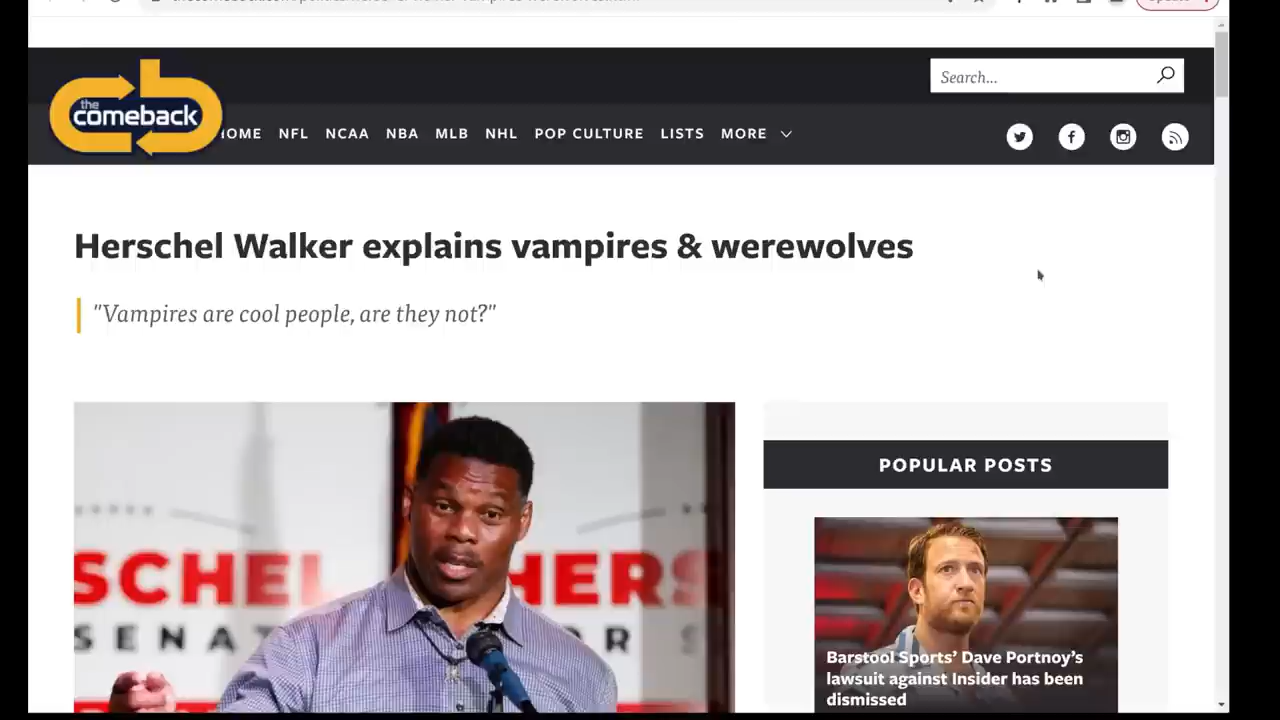 the
comeback
HOME NFL NCAA NBA MLB NHL POP CULTURE LISTS MORE
Search...
Herschel Walker explains vampires & werewolves
"Vampires are cool people, are they not?"
SCHEL HERS
SENAT OR S
POPULAR POSTS
Barstool Sports' Dave Portnoy's
lawsuit against Insider has been
dismissed